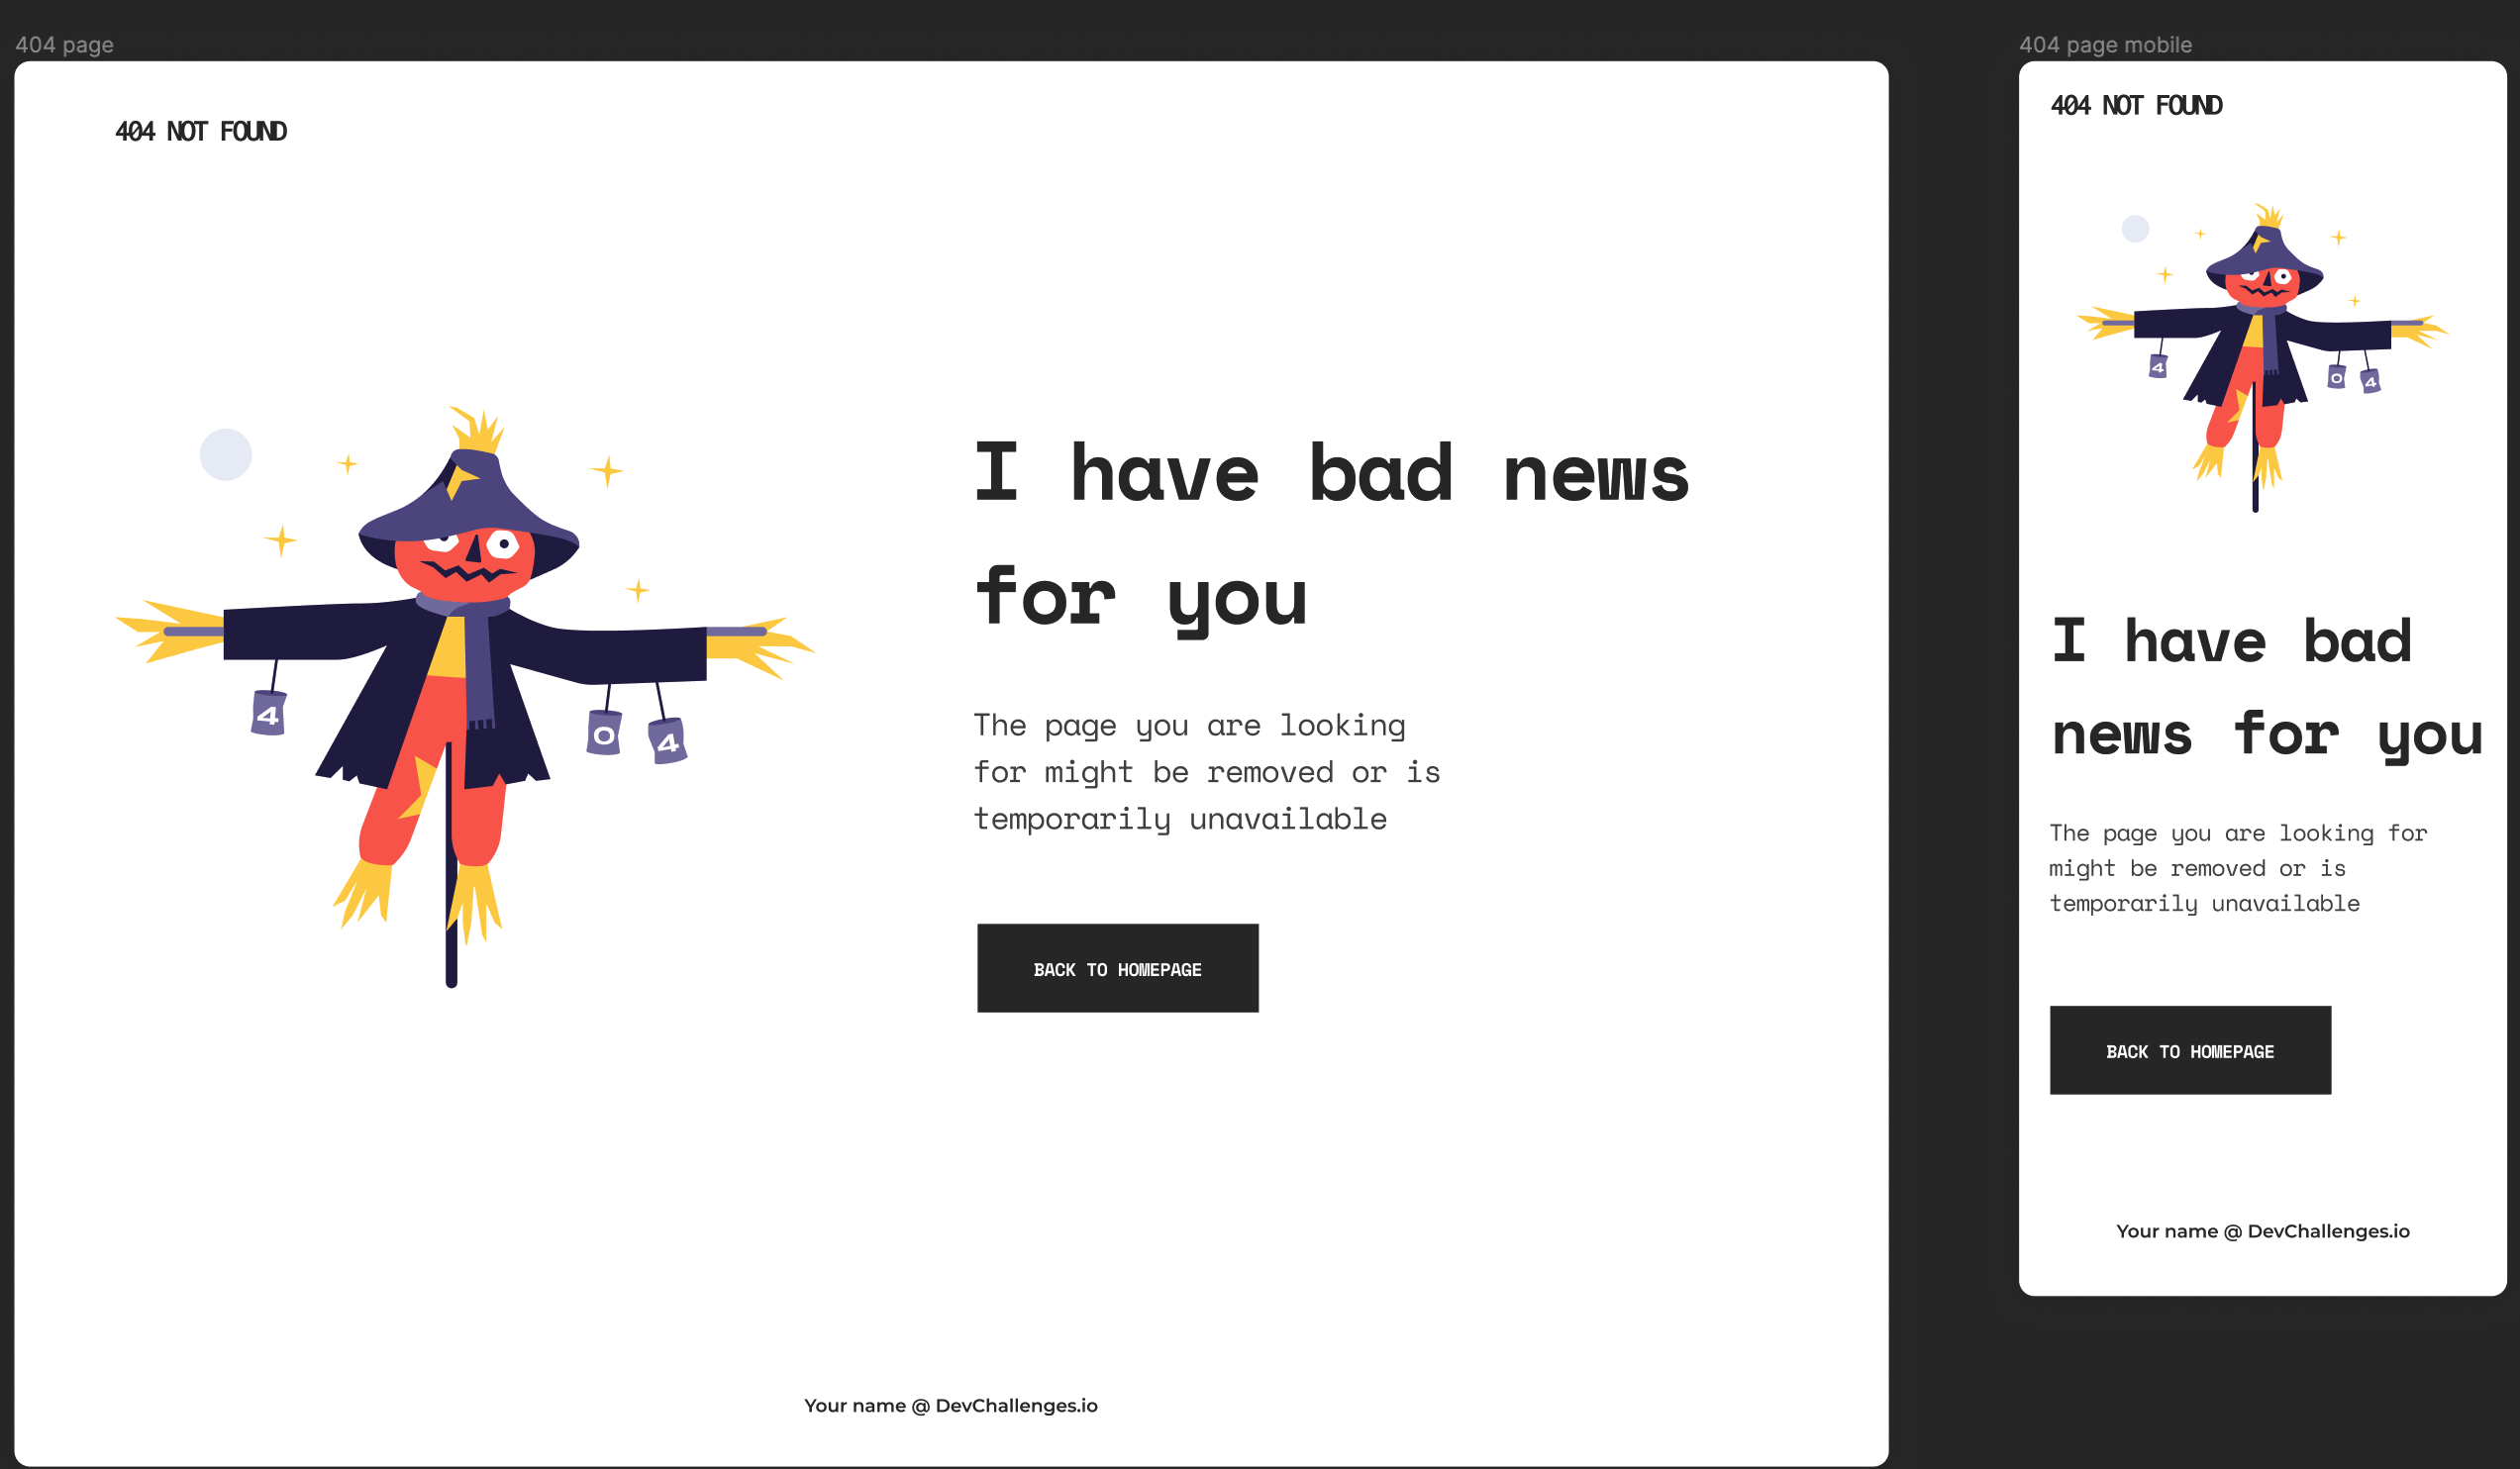 404 page
404 NOT FOUND
4
0
4
I have bad news
for you
The page you are looking
for might be removed or is
temporarily unavailable
BACK TO HOMEPAGE
Your name @ DevChallenges.io
404 page mobile
404 NOT FOUND
4
0
4
I have bad
news for you
The page you are looking for
might be removed or is
temporarily unavailable
BACK TO HOMEPAGE
Your name @ DevChallenges.io